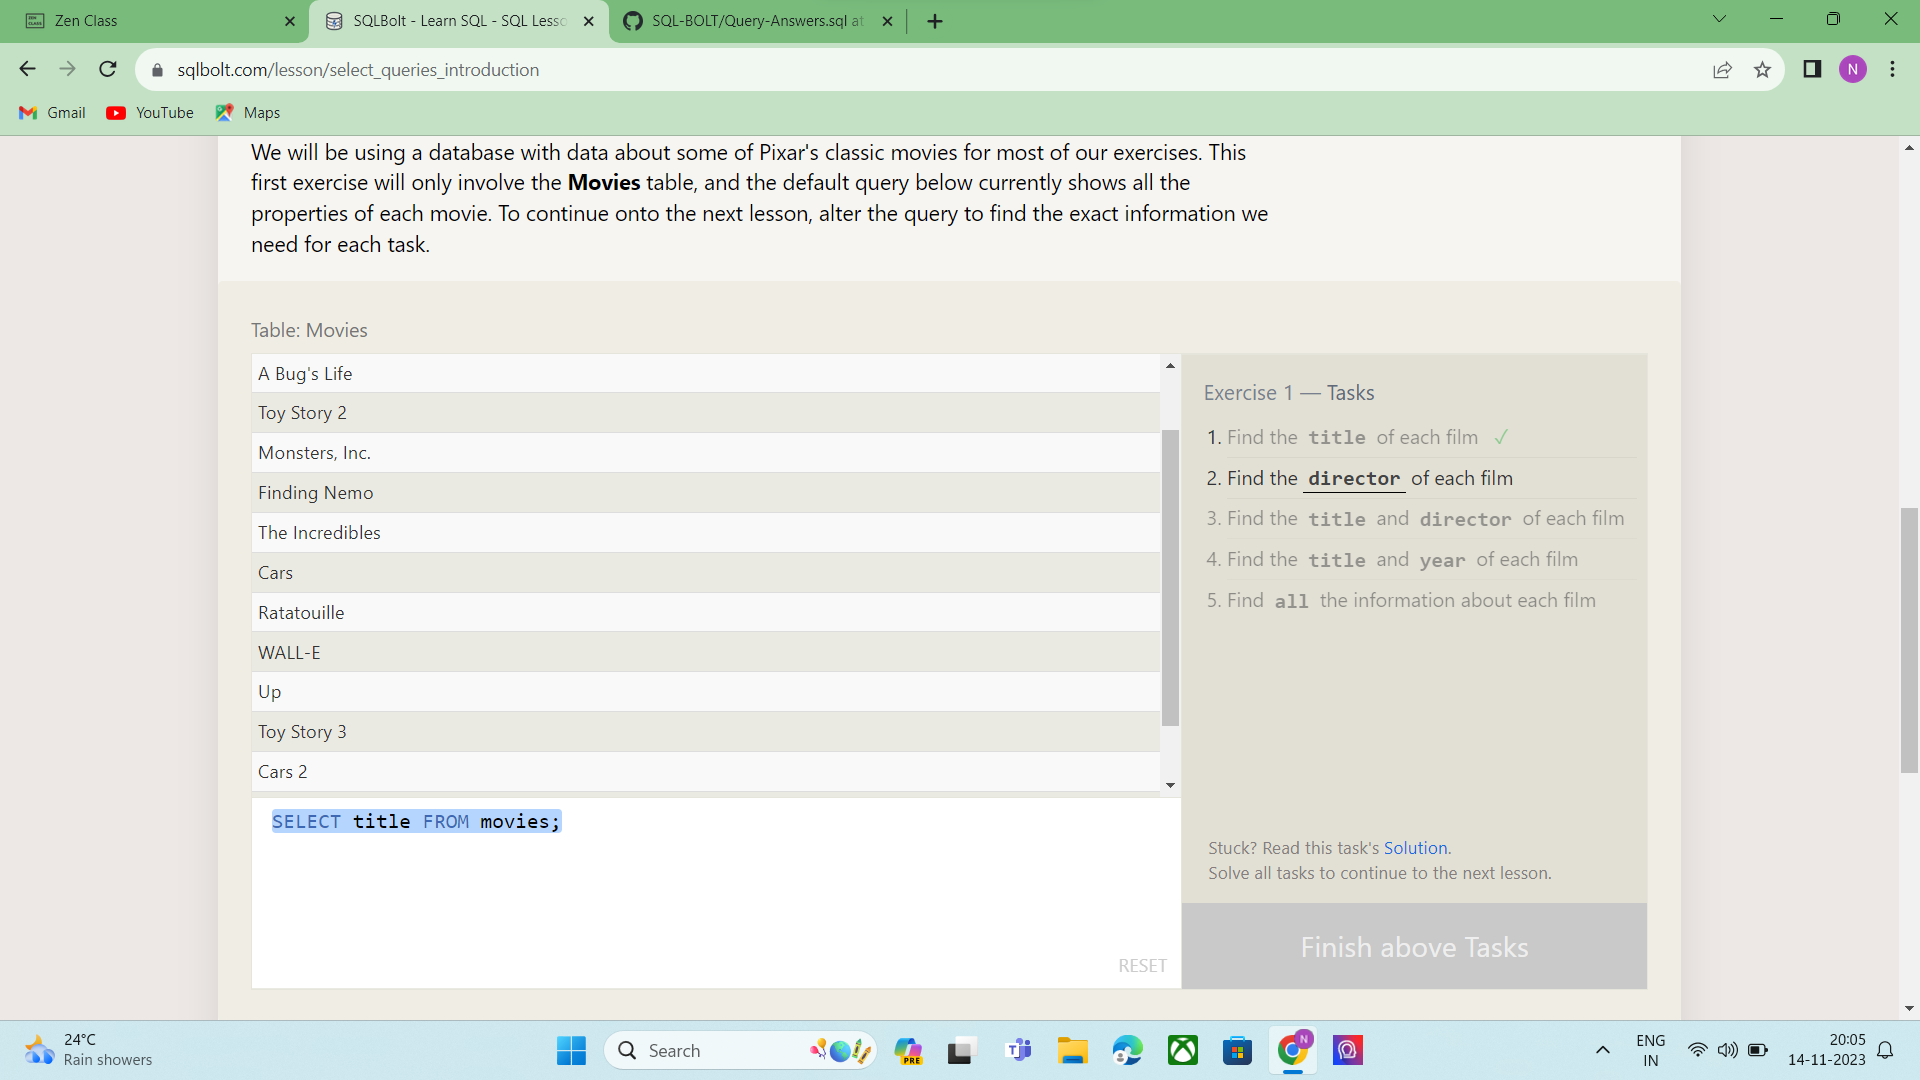 Zen Class
SQLBolt - Learn SQL - SQL Lesso
SQL-BOLT/Query-Answers.sql at
sqlbolt.com/lesson/select_queries_introduction
N
Gmail
YouTube
Maps
We will be using a database with data about some of Pixar's classic movies for most of our exercises. This
first exercise will only involve the Movies table, and the default query below currently shows all the
properties of each movie. To continue onto the next lesson, alter the query to find the exact information we
need for each task.
Table: Movies
A Bug's Life
Toy Story 2
Monsters, Inc.
Finding Nemo
The Incredibles
Cars
Ratatouille
WALL-E
Up
Toy Story 3
Cars 2
SELECT title FROM movies;
RESET
Exercise 1 — Tasks
1. Find the title of each film ✓
2. Find the director of each film
3. Find the title and director of each film
4. Find the title and year of each film
5. Find all the information about each film
Stuck? Read this task's Solution.
Solve all tasks to continue to the next lesson.
Finish above Tasks
24°C
Rain showers
Search
PRE
N
ENG
IN
20:05
14-11-2023